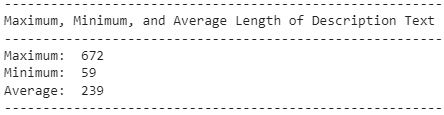 --------------------------------------------------------
Maximum, Minimum, and Average Length of Description Text
--------------------------------------------------------
Maximum:  672
Minimum:  59
Average:  239
--------------------------------------------------------